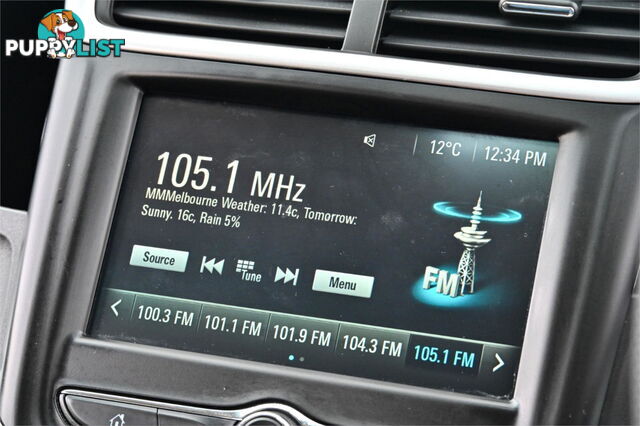 PUPPYLIST
12°C 12:34 PM
105.1 MHz
MMMelbourne Weather: 11.4c, Tomorrow:
Sunny, 16c, Rain 5%
Source Tune Menu
FM
100.3 FM 101.1 FM 101.9 FM 104.3 FM 105.1 FM